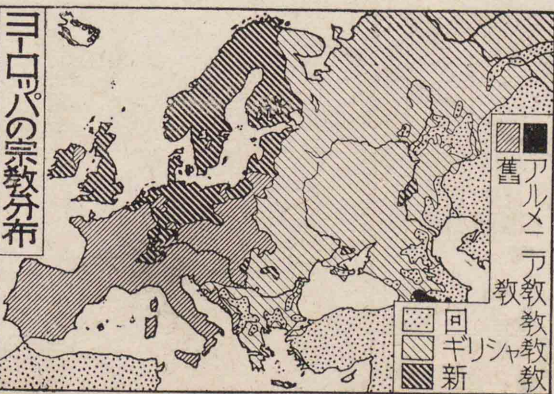 ヨーロッパの宗教分布
アルメニア教
舊教
回教
ギリシャ教
新教